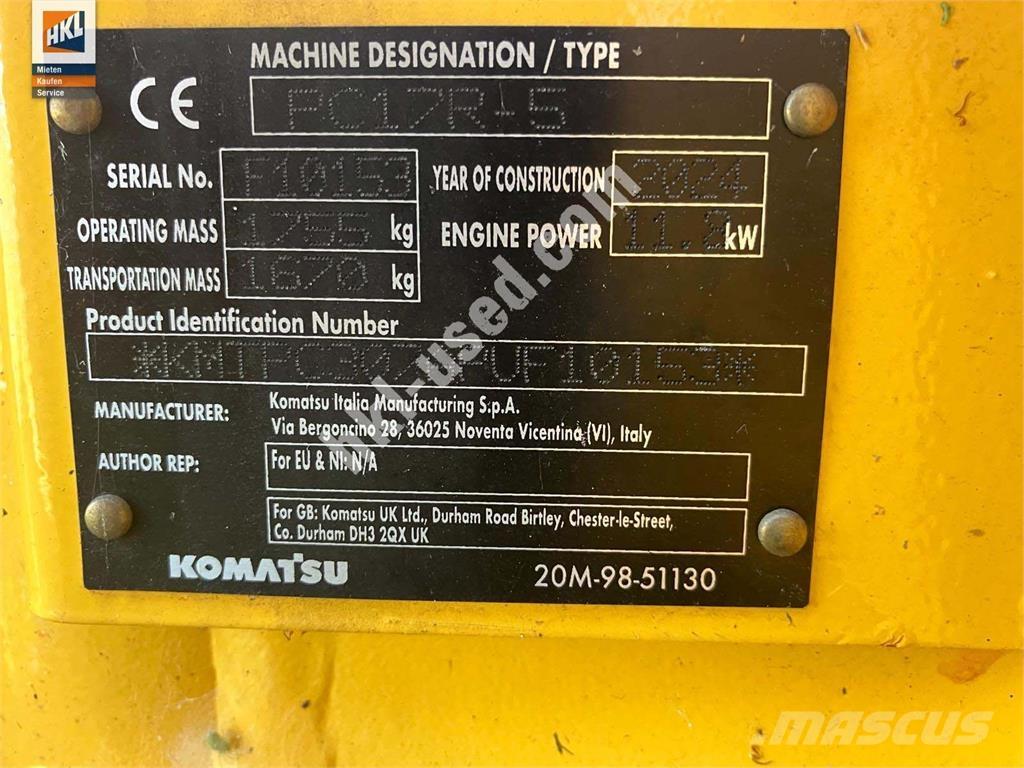 HKL
Mieten
Kaufen
Service
MACHINE DESIGNATION / TYPE
CE
PC17R-5
SERIAL No. F10153 YEAR OF CONSTRUCTION 2024
OPERATING MASS 1755 kg ENGINE POWER 11.8 kW
TRANSPORTATION MASS 1670 kg
Product Identification Number
MANUFACTURER: Komatsu Italia Manufacturing S.p.A.
Via Bergoncino 28, 36025 Noventa Vicentina (VI), Italy
AUTHOR REP: For EU & NI: N/A
For GB: Komatsu UK Ltd., Durham Road Birtley, Chester-le-Street,
Co. Durham DH3 2QX UK
KOMATSU 20M-98-51130
hkl-used.com
MASCUS